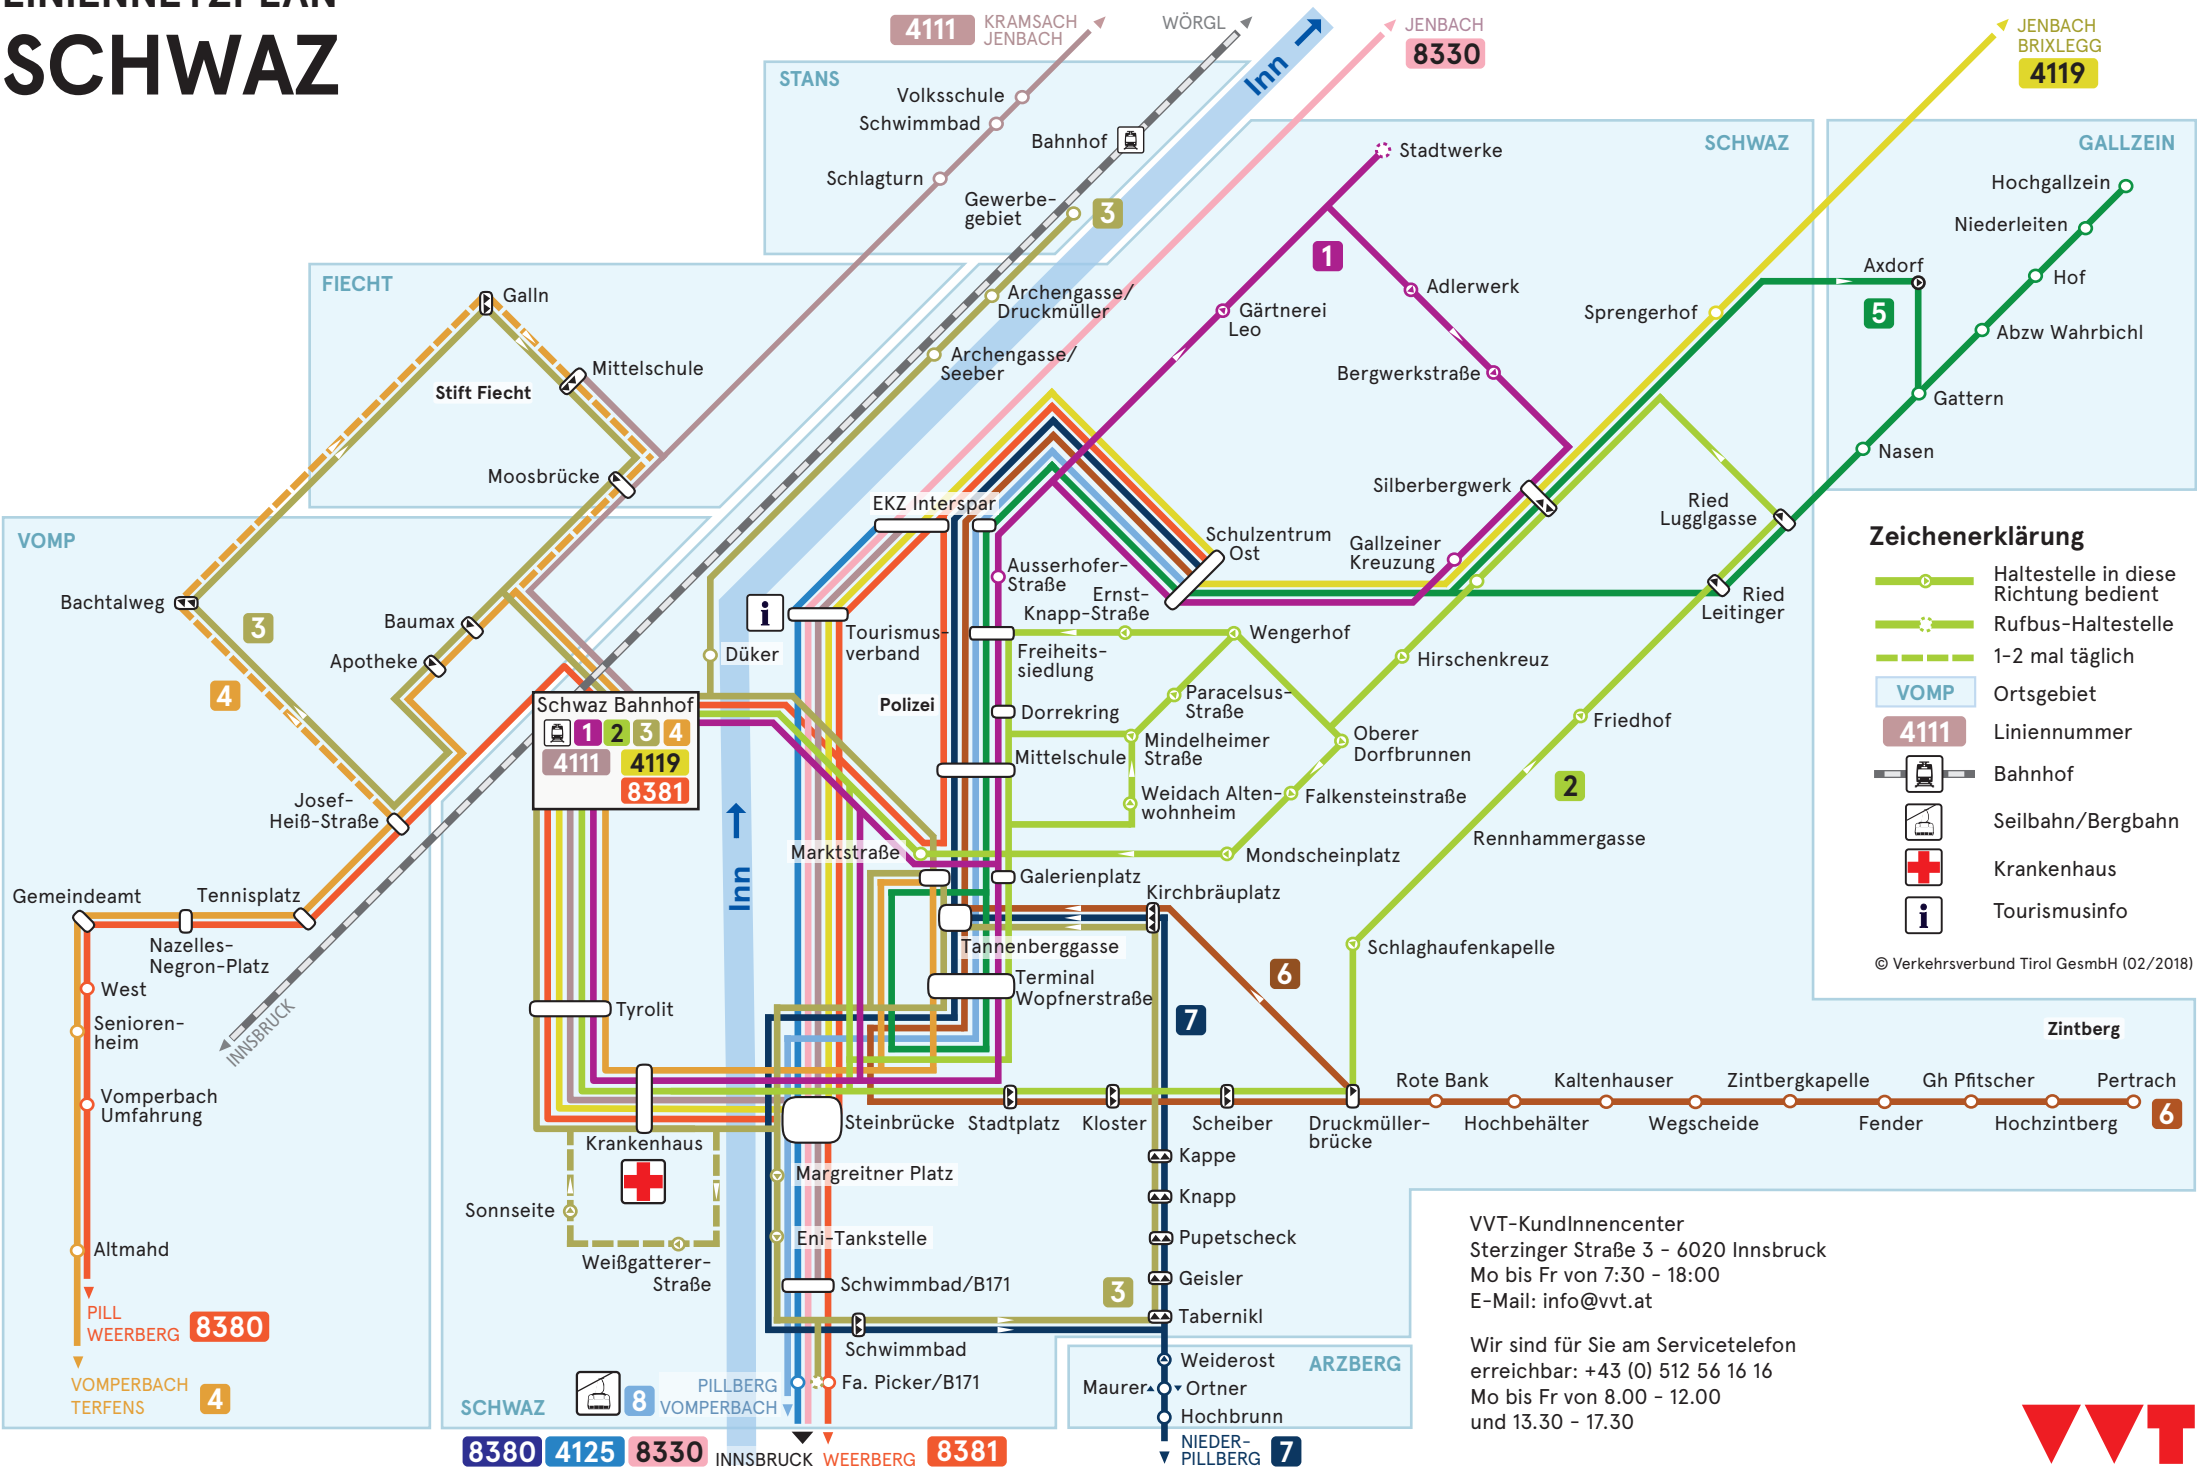 LINIENNETZPLAN
SCHWAZ
4111
KRAMSACH
JENBACH
WÖRGL
Inn
JENBACH
8330
JENBACH
BRIXLEGG
4119
STANS
Volksschule
Schwimmbad
Bahnhof
Schlagturn
Gewerbe-
gebiet
3
SCHWAZ
Stadtwerke
1
Adlerwerk
Gärtnerei
Leo
Bergwerkstraße
Sprengerhof
GALLZEIN
Hochgallzein
Niederleiten
Hof
Axdorf
5
Abzw Wahrbichl
Gattern
Nasen
FIECHT
Galln
Mittelschule
Stift Fiecht
Moosbrücke
Archengasse/
Druckmüller
Archengasse/
Seeber
VOMP
Bachtalweg
3
4
Baumax
Apotheke
Josef-
Heiß-Straße
Gemeindeamt
Tennisplatz
Nazelles-
Negron-Platz
West
Senioren-
heim
Vomperbach
Umfahrung
Altmahd
PILL
WEERBERG
8380
VOMPERBACH
TERFENS
4
INNSBRUCK
i
Düker
EKZ Interspar
Tourismus-
verband
Polizei
Schwaz Bahnhof
1
2
3
4
4111
4119
8381
Inn
Ausserhofer-
Straße
Ernst-
Knapp-Straße
Schulzentrum
Ost
Silberbergwerk
Gallzeiner
Kreuzung
Ried
Lugglgasse
Ried
Leitinger
Freiheits-
siedlung
Wengerhof
Hirschenkreuz
Paracelsus-
Straße
Dorrekring
Mindelheimer
Straße
Mittelschule
Oberer
Dorfbrunnen
Friedhof
Weidach Alten-
wohnheim
Falkensteinstraße
2
Rennhammergasse
Marktstraße
Mondscheinplatz
Galerienplatz
Kirchbräuplatz
Tannenberggasse
Schlaghaufenkapelle
Terminal
Wopfnerstraße
6
7
Tyrolit
Krankenhaus
Sonnseite
Weißgatterer-
Straße
Steinbrücke
Stadtplatz
Kloster
Scheiber
Druckmüller-
brücke
Rote Bank
Hochbehälter
Kaltenhauser
Wegscheide
Zintbergkapelle
Fender
Gh Pfitscher
Hochzintberg
Pertrach
6
Zintberg
Margreitner Platz
Eni-Tankstelle
Schwimmbad/B171
Schwimmbad
Fa. Picker/B171
Kappe
Knapp
Pupetscheck
Geisler
3
Tabernikl
ARZBERG
Weiderost
Maurer
Ortner
Hochbrunn
NIEDER-
PILLBERG
7
SCHWAZ
8
PILLBERG
VOMPERBACH
8380
4125
8330
INNSBRUCK
WEERBERG
8381
Zeichenerklärung
Haltestelle in diese
Richtung bedient
Rufbus-Haltestelle
1-2 mal täglich
VOMP
Ortsgebiet
4111
Liniennummer
Bahnhof
Seilbahn/Bergbahn
Krankenhaus
i
Tourismusinfo
© Verkehrsverbund Tirol GesmbH (02/2018)
VVT-KundInnencenter
Sterzinger Straße 3 - 6020 Innsbruck
Mo bis Fr von 7:30 - 18:00
E-Mail: info@vvt.at
Wir sind für Sie am Servicetelefon
erreichbar: +43 (0) 512 56 16 16
Mo bis Fr von 8.00 - 12.00
und 13.30 - 17.30
VVT